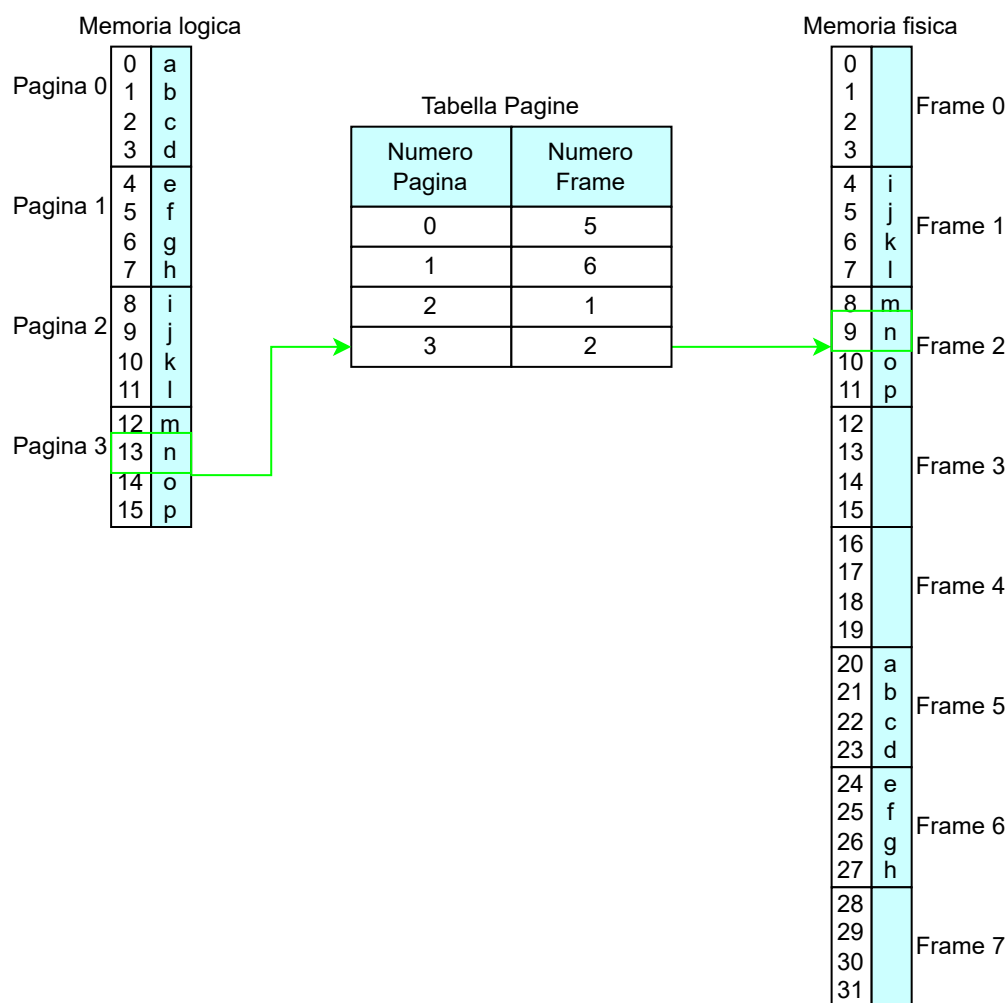 Memoria logica
Pagina 0
0 a
1 b
2 c
3 d
Pagina 1
4 e
5 f
6 g
7 h
Pagina 2
8 i
9 j
10 k
11 l
Pagina 3
12 m
13 n
14 o
15 p
Tabella Pagine
Numero Pagina
Numero Frame
0 5
1 6
2 1
3 2
Memoria fisica
0
1
2
3
Frame 0
4 i
5 j
6 k
7 l
Frame 1
8 m
9 n
10 o
11 p
Frame 2
12
13
14
15
Frame 3
16
17
18
19
Frame 4
20 a
21 b
22 c
23 d
Frame 5
24 e
25 f
26 g
27 h
Frame 6
28
29
30
31
Frame 7